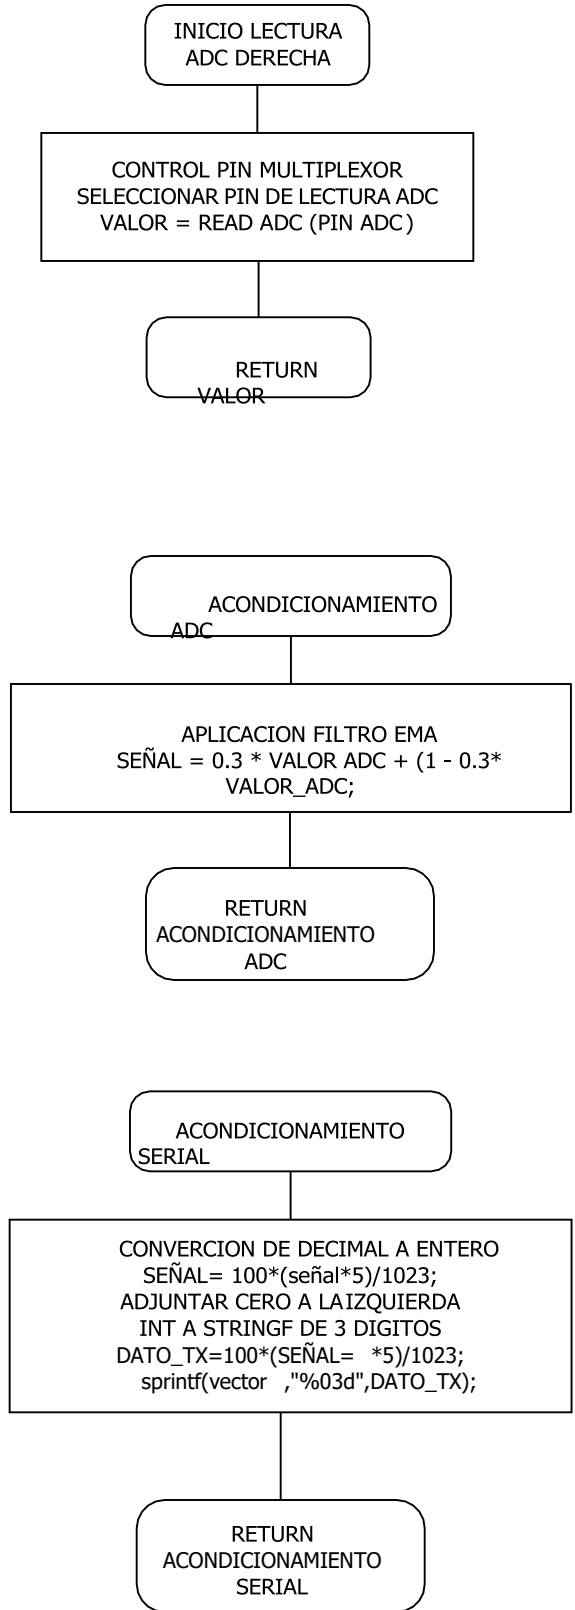 INICIO LECTURA
ADC DERECHA
CONTROL PIN MULTIPLEXOR
SELECCIONAR PIN DE LECTURA ADC
VALOR = READ ADC (PIN ADC)
RETURN
VALOR
ACONDICIONAMIENTO
ADC
APLICACION FILTRO EMA
SEÑAL = 0.3 * VALOR ADC + (1 - 0.3*
VALOR_ADC;
RETURN
ACONDICIONAMIENTO
ADC
ACONDICIONAMIENTO
SERIAL
CONVERCION DE DECIMAL A ENTERO
SEÑAL= 100*(señal*5)/1023;
ADJUNTAR CERO A LA IZQUIERDA
INT A STRINGF DE 3 DIGITOS
DATO_TX=100*(SEÑAL= *5)/1023;
sprintf(vector ,"%03d",DATO_TX);
RETURN
ACONDICIONAMIENTO
SERIAL